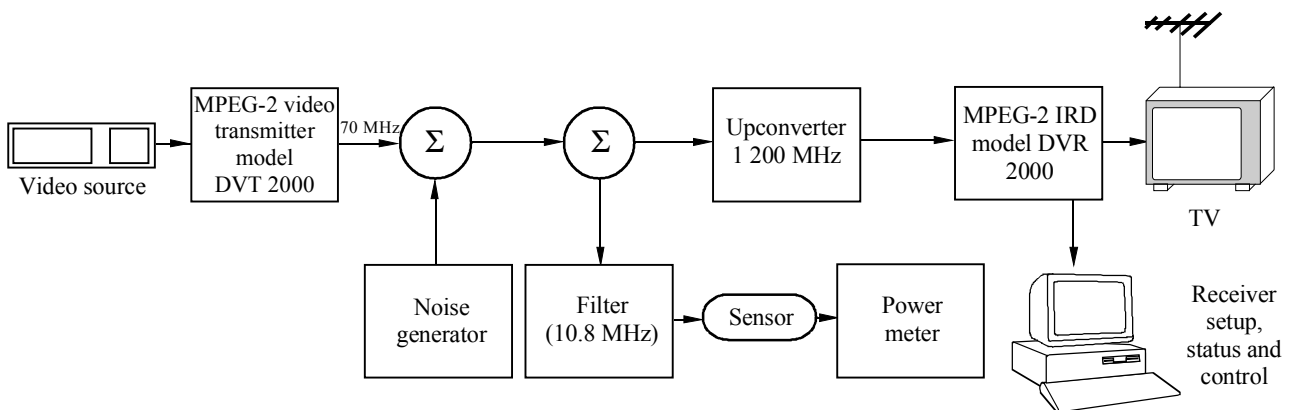 Video source
MPEG-2 video
transmitter
model
DVT 2000
70 MHz
Σ
Σ
Upconverter
1 200 MHz
MPEG-2 IRD
model DVR
2000
TV
Noise
generator
Filter
(10.8 MHz)
Sensor
Power
meter
Receiver
setup,
status and
control